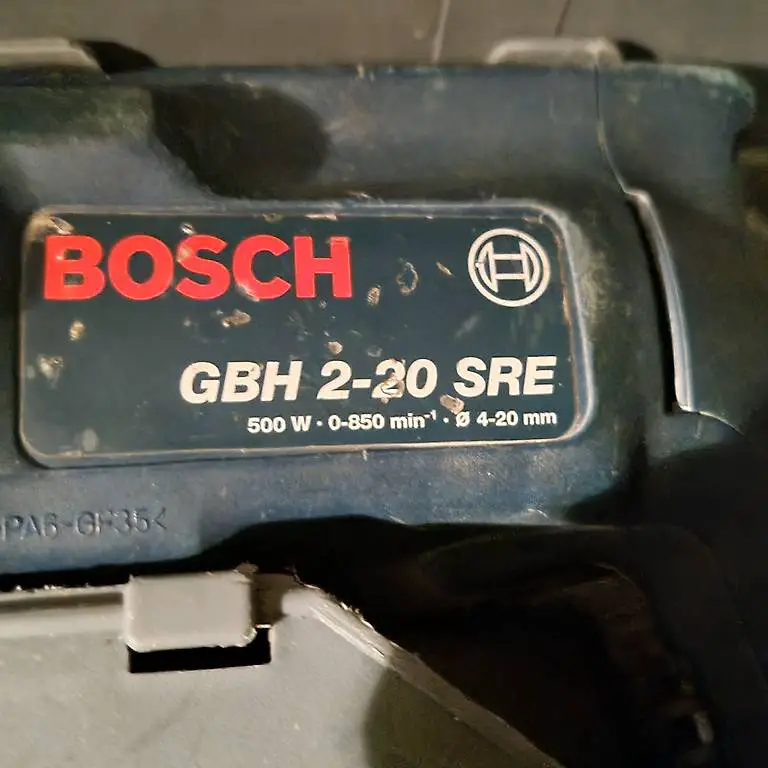 BOSCH
GBH 2-20 SRE
500 W · 0-850 min⁻¹ · Ø 4-20 mm
PA6-GF35<